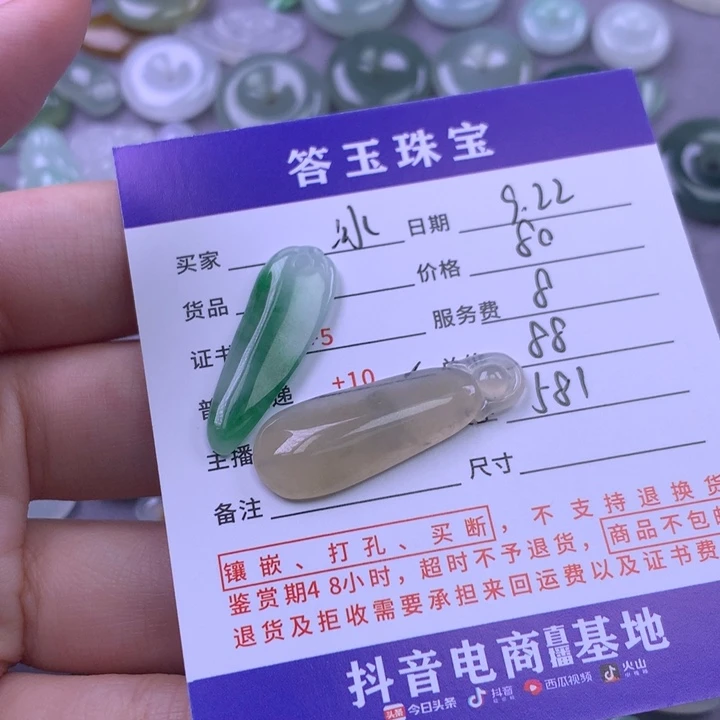 答玉珠宝
买家 冰 日期 9.22
货品 价格 80
证书 +5 服务费 8
递 +10 88
主播 581
备注 尺寸
镶嵌、打孔、买断，不支持退换货
鉴赏期48小时，超时不予退货，商品不包邮
退货及拒收需要承担来回运费以及证书费
抖音电商直播基地
头条 今日头条 抖音 西瓜视频 火山